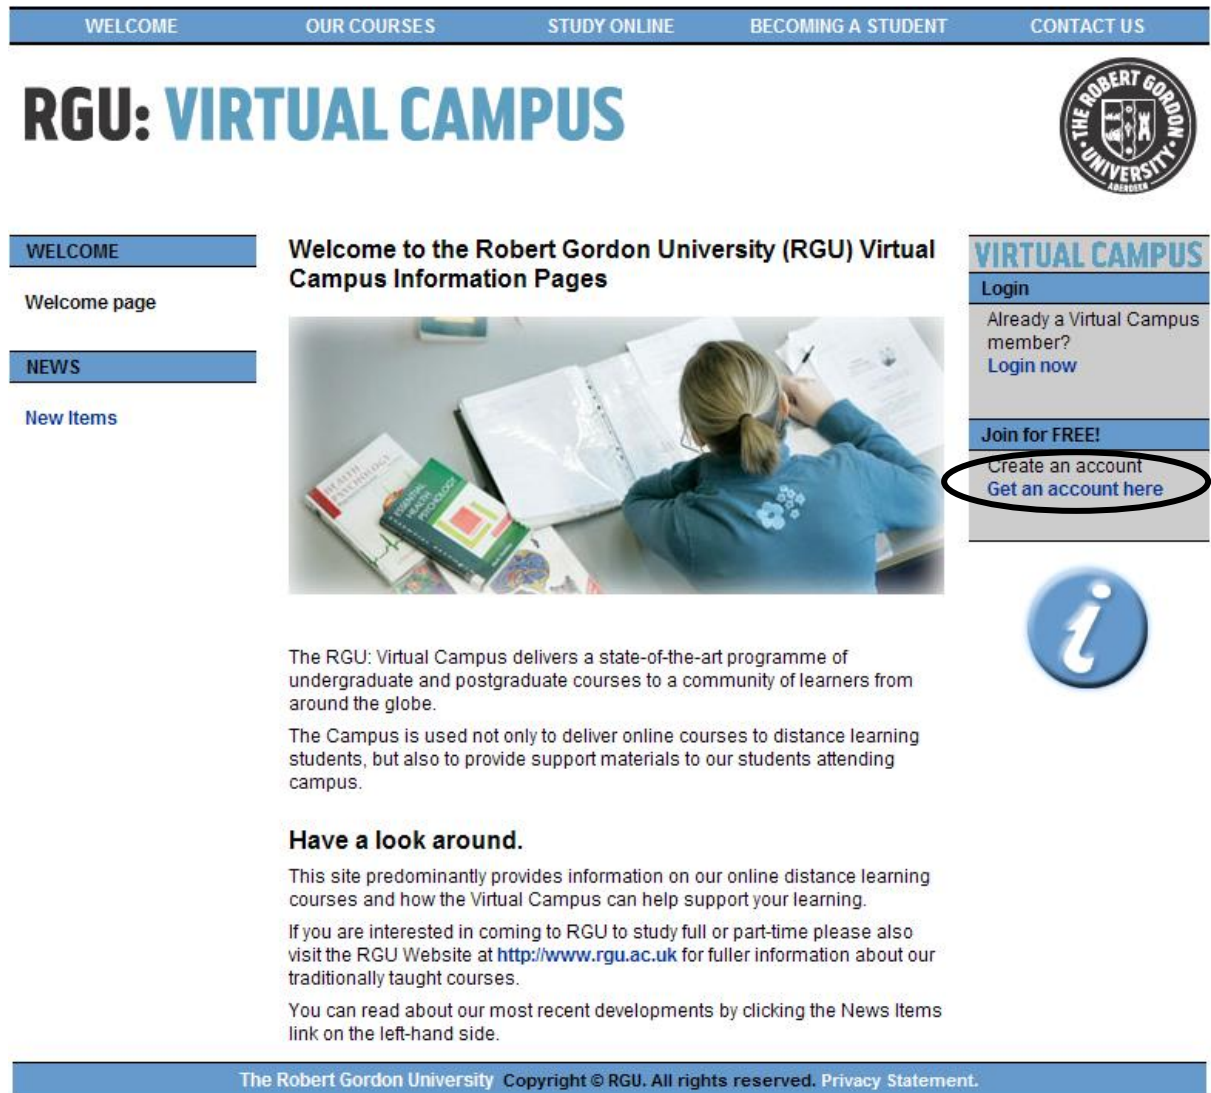 WELCOME OUR COURSES STUDY ONLINE BECOMING A STUDENT CONTACT US
RGU: VIRTUAL CAMPUS
THE ROBERT GORDON UNIVERSITY
ABERDEEN
WELCOME
Welcome page
NEWS
New Items
Welcome to the Robert Gordon University (RGU) Virtual
Campus Information Pages
HEALTH
PSYCHOLOGY
ESSENTIAL
HEALTH
PSYCHOLOGY
The RGU: Virtual Campus delivers a state-of-the-art programme of
undergraduate and postgraduate courses to a community of learners from
around the globe.
The Campus is used not only to deliver online courses to distance learning
students, but also to provide support materials to our students attending
campus.
Have a look around.
This site predominantly provides information on our online distance learning
courses and how the Virtual Campus can help support your learning.
If you are interested in coming to RGU to study full or part-time please also
visit the RGU Website at http://www.rgu.ac.uk for fuller information about our
traditionally taught courses.
You can read about our most recent developments by clicking the News Items
link on the left-hand side.
VIRTUAL CAMPUS
Login
Already a Virtual Campus
member?
Login now
Join for FREE!
Create an account
Get an account here
i
The Robert Gordon University Copyright © RGU. All rights reserved. Privacy Statement.